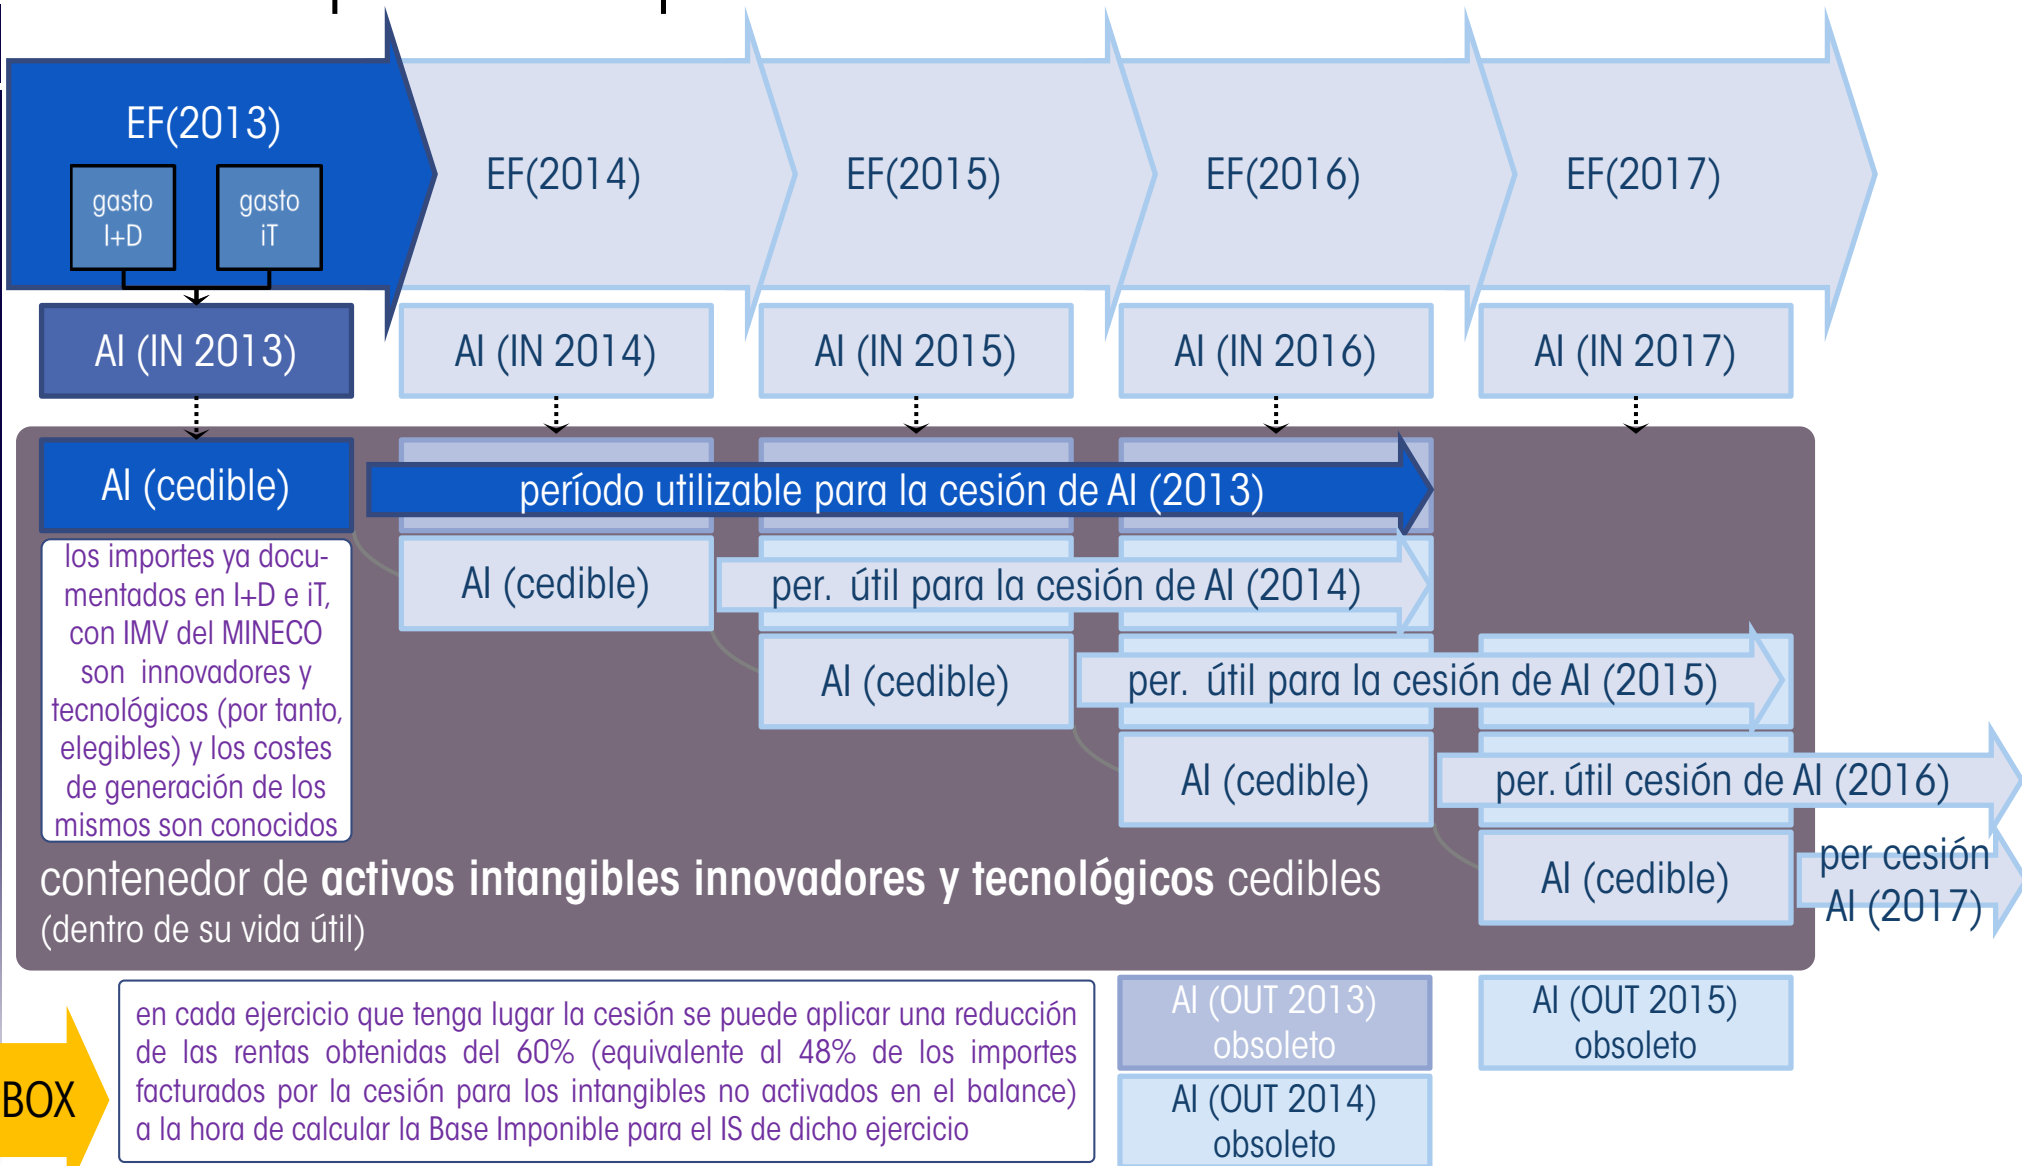 EF(2013)
gasto
I+D
gasto
iT
EF(2014)
EF(2015)
EF(2016)
EF(2017)
AI (IN 2013)
AI (IN 2014)
AI (IN 2015)
AI (IN 2016)
AI (IN 2017)
AI (cedible)
período utilizable para la cesión de AI (2013)
los importes ya docu-
mentados en I+D e iT,
con IMV del MINECO
son innovadores y
tecnológicos (por tanto,
elegibles) y los costes
de generación de los
mismos son conocidos
AI (cedible)
per. útil para la cesión de AI (2014)
AI (cedible)
per. útil para la cesión de AI (2015)
AI (cedible)
per. útil cesión de AI (2016)
AI (cedible)
per cesión
AI (2017)
contenedor de activos intangibles innovadores y tecnológicos cedibles
(dentro de su vida útil)
BOX
en cada ejercicio que tenga lugar la cesión se puede aplicar una reducción
de las rentas obtenidas del 60% (equivalente al 48% de los importes
facturados por la cesión para los intangibles no activados en el balance)
a la hora de calcular la Base Imponible para el IS de dicho ejercicio
AI (OUT 2013)
obsoleto
AI (OUT 2014)
obsoleto
AI (OUT 2015)
obsoleto